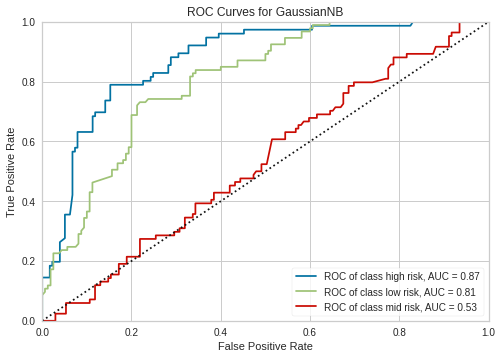 ROC Curves for GaussianNB
1.0
0.8
0.6
0.4
0.2
0.0
True Positive Rate
ROC of class high risk, AUC = 0.87
ROC of class low risk, AUC = 0.81
ROC of class mid risk, AUC = 0.53
0.0 0.2 0.4 0.6 0.8 1.0
False Positive Rate